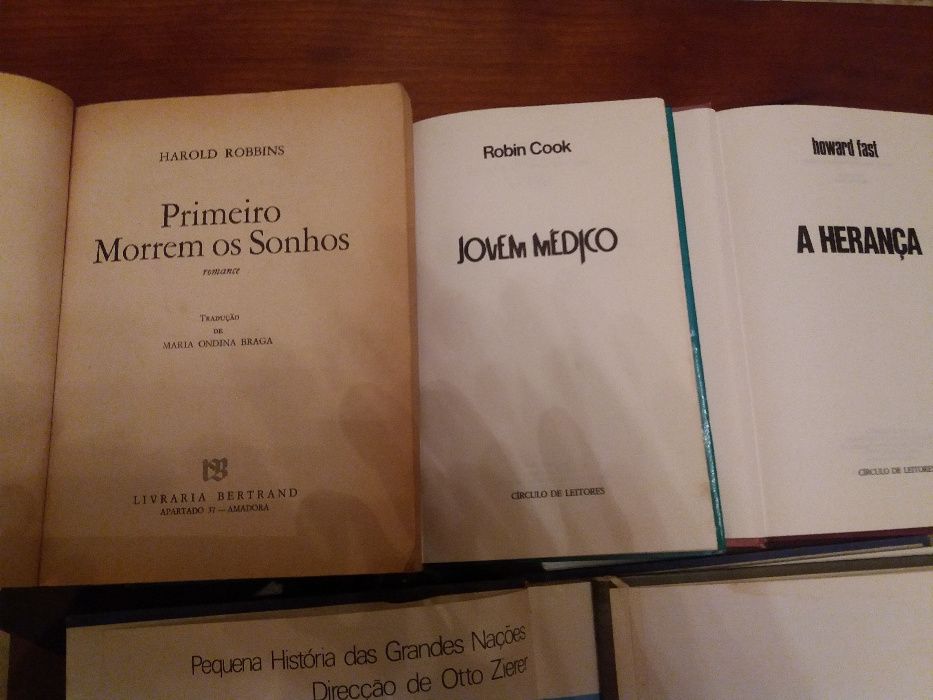 HAROLD ROBBINS
Primeiro
Morrem os Sonhos
romance
TRADUÇÃO
DE
MARIA ONDINA BRAGA
LIVRARIA BERTRAND
APARTADO 37 — AMADORA
Robin Cook
JOVEM MÉDICO
CÍRCULO DE LEITORES
howard fast
A HERANÇA
CÍRCULO DE LEITORES
Pequena História das Grandes Nações
Direcção de Otto Zierer